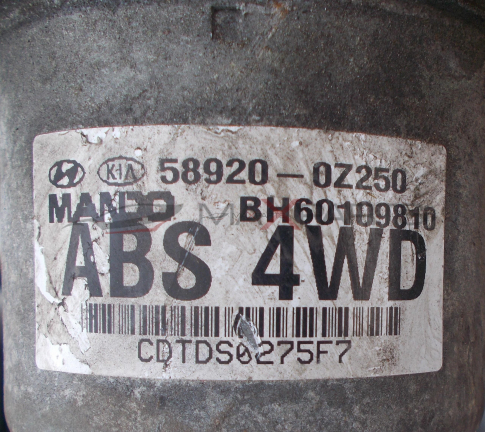 KIA 58920-0Z250
MANDO BH60109810
ABS 4WD
CDTDS0275F7